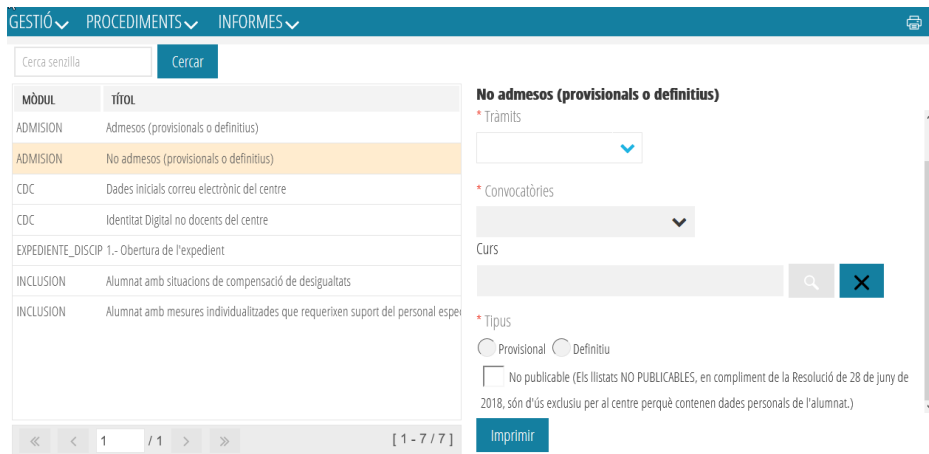 GESTIÓ PROCEDIMENTS INFORMES
Cerca senzilla Cercar
MÒDUL TÍTOL
ADMISION Admesos (provisionals o definitius)
ADMISION No admesos (provisionals o definitius)
CDC Dades inicials correu electrònic del centre
CDC Identitat Digital no docents del centre
EXPEDIENTE_DISCIP 1.- Obertura de l'expedient
INCLUSION Alumnat amb situacions de compensació de desigualtats
INCLUSION Alumnat amb mesures individualitzades que requerixen suport del personal espe
« < 1 / 1 > » [ 1 - 7 / 7 ]
No admesos (provisionals o definitius)
* Tràmits
* Convocatòries
Curs
* Tipus
Provisional Definitiu
No publicable (Els llistats NO PUBLICABLES, en compliment de la Resolució de 28 de juny de
2018, són d'ús exclusiu per al centre perquè contenen dades personals de l'alumnat.)
Imprimir